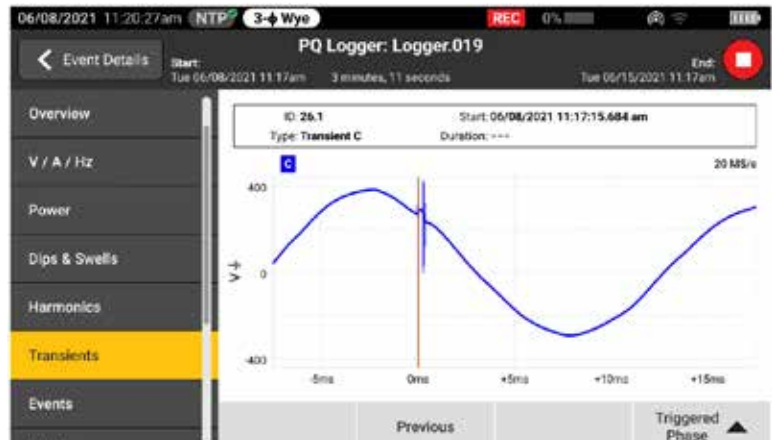 06/08/2021 11:20:27am NTP 3-ϕ Wye REC 0%
Event Details
PQ Logger: Logger.019
Start: End:
Tue 06/08/2021 11:17am 3 minutes, 11 seconds Tue 06/15/2021 11:17am
Overview
V / A / Hz
Power
Dips & Swells
Harmonics
Transients
Events
ID: 26.1 Start: 06/08/2021 11:17:15.684 am
Type: Transient C Duration: ---
C 20 MS/s
400
V
0
-400
-5ms 0ms +5ms +10ms +15ms
Previous
Triggered
Phase